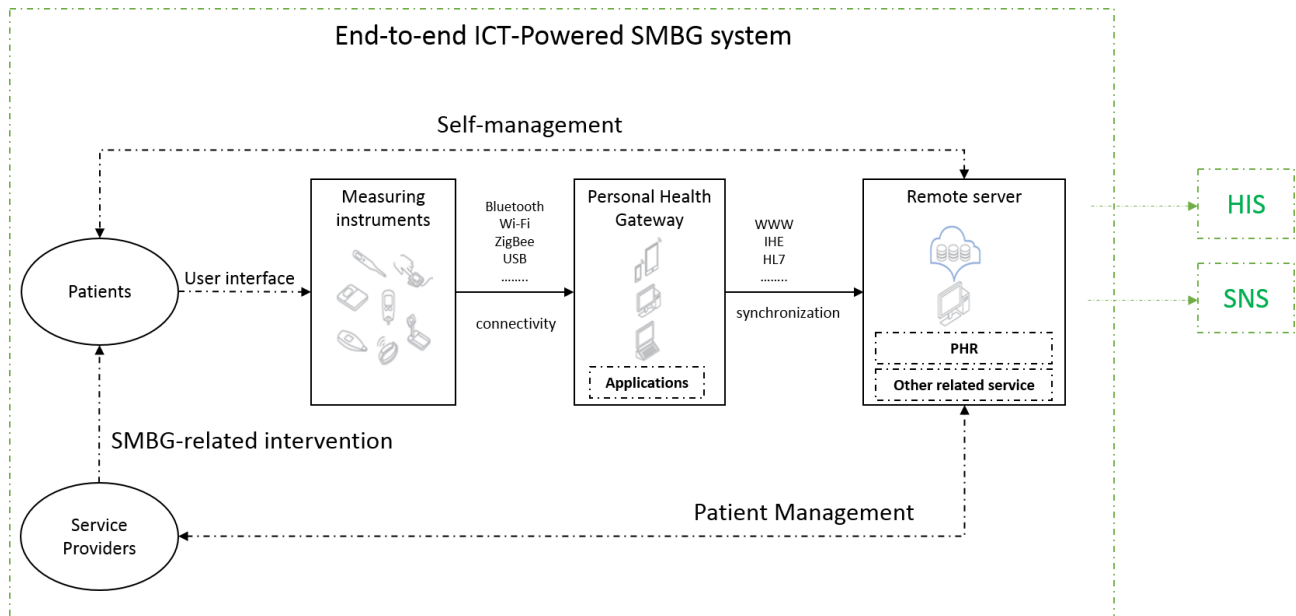 End-to-end ICT-Powered SMBG system
Self-management
Measuring
instruments
Bluetooth
Wi-Fi
ZigBee
USB
........
connectivity
Personal Health
Gateway
Applications
WWW
IHE
HL7
........
synchronization
Remote server
PHR
Other related service
HIS
SNS
Patients
User interface
SMBG-related intervention
Patient Management
Service
Providers